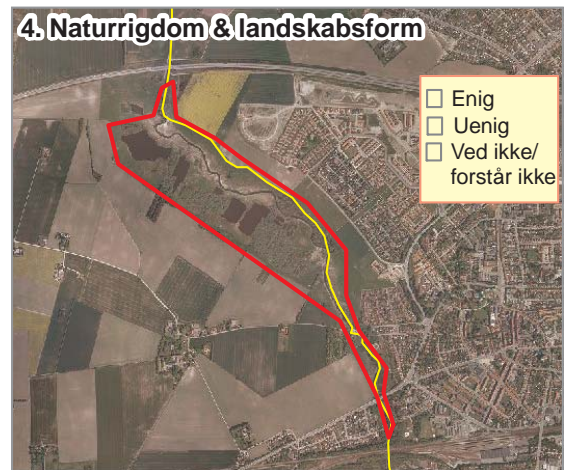 4. Naturrigdom & landskabsform
Enig
Uenig
Ved ikke/
forstår ikke